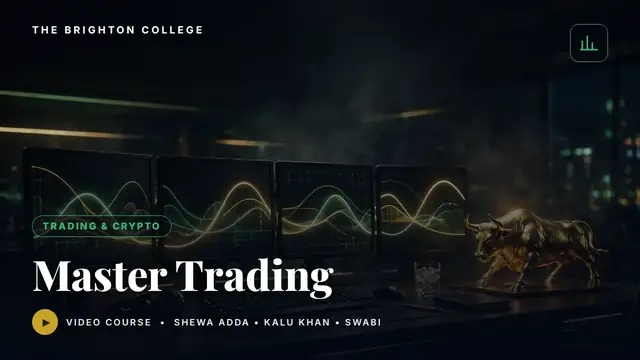 THE BRIGHTON COLLEGE
TRADING & CRYPTO
Master Trading
VIDEO COURSE • SHEWA ADDA • KALU KHAN • SWABI